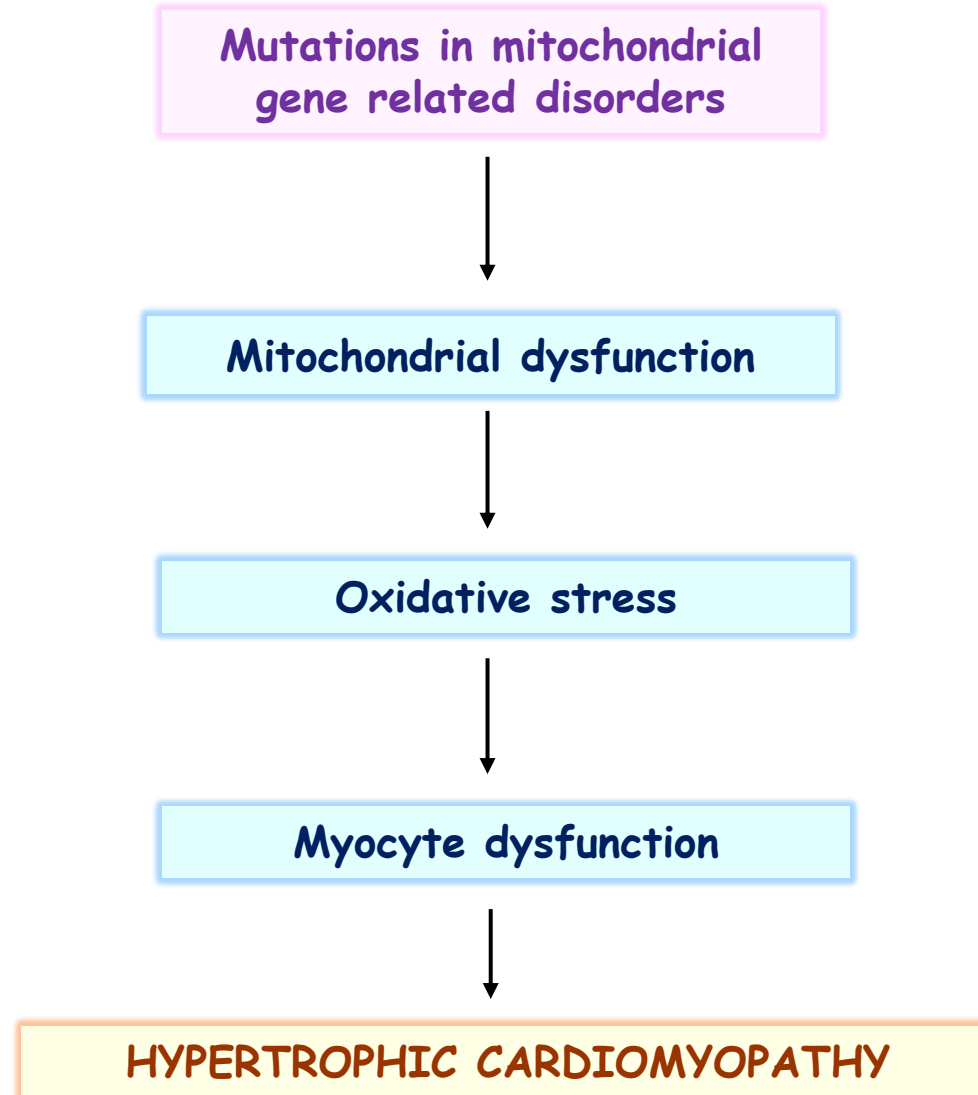 Mutations in mitochondrial
gene related disorders
Mitochondrial dysfunction
Oxidative stress
Myocyte dysfunction
HYPERTROPHIC CARDIOMYOPATHY